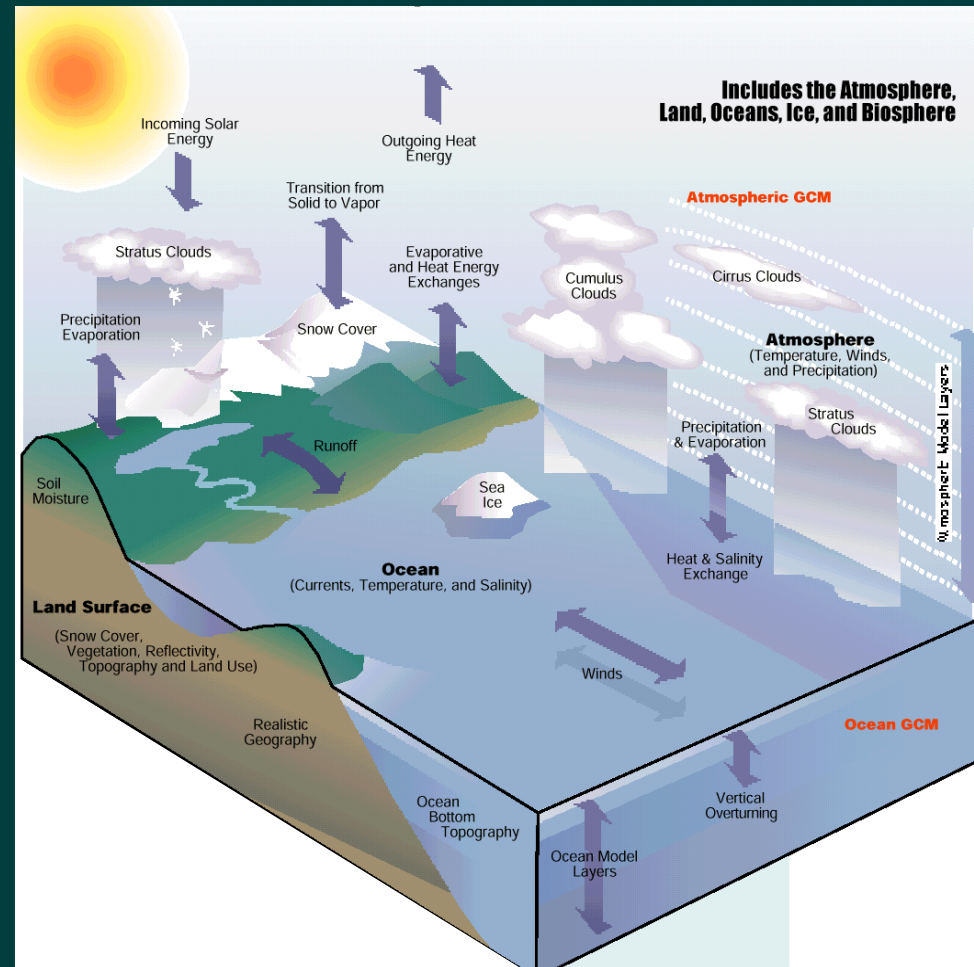 Includes the Atmosphere,
Land, Oceans, Ice, and Biosphere
Incoming Solar
Energy
Outgoing Heat
Energy
Transition from
Solid to Vapor
Atmospheric GCM
Stratus Clouds
Evaporative
and Heat Energy
Exchanges
Cumulus
Clouds
Cirrus Clouds
Precipitation
Evaporation
Snow Cover
Atmosphere
(Temperature, Winds,
and Precipitation)
Model Layers
Stratus
Clouds
Precipitation
& Evaporation
Runoff
Soil
Moisture
Sea
Ice
Heat & Salinity
Exchange
Ocean
(Currents, Temperature, and Salinity)
Land Surface
(Snow Cover,
Vegetation, Reflectivity,
Topography and Land Use)
Winds
Realistic
Geography
Ocean GCM
Vertical
Overturning
Ocean
Bottom
Topography
Ocean Model
Layers